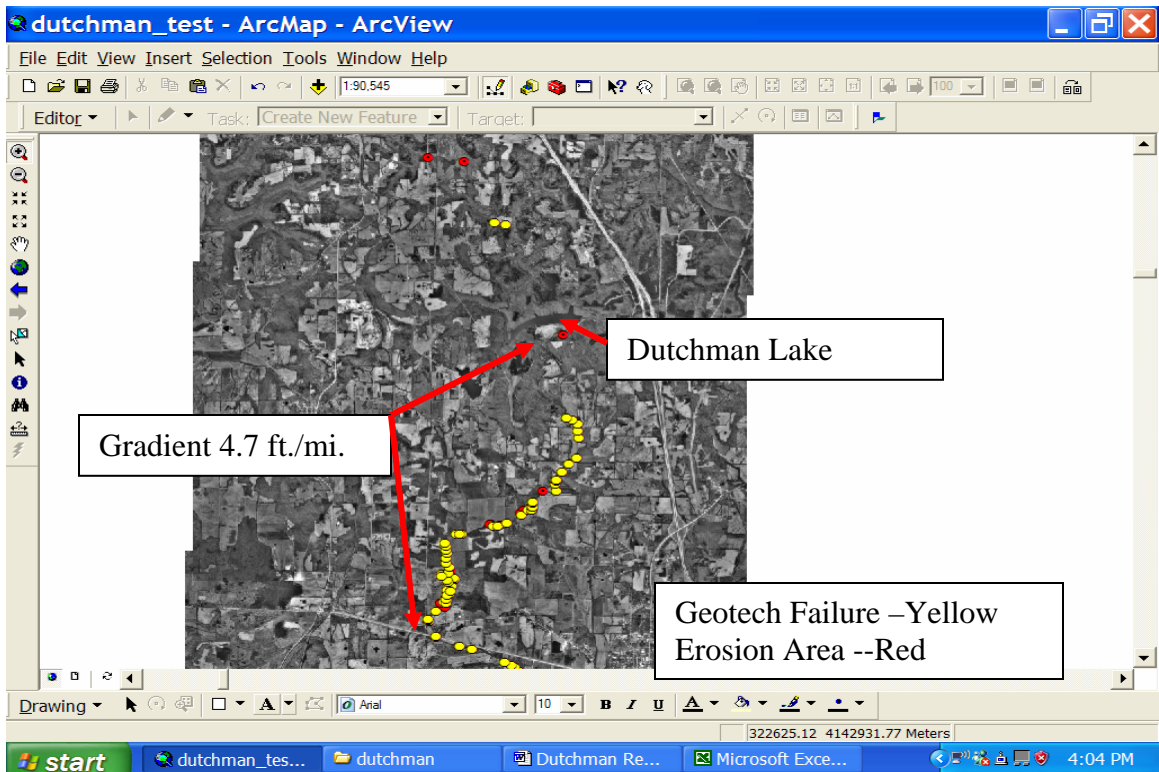 dutchman_test - ArcMap - ArcView
File Edit View Insert Selection Tools Window Help
1:90,545 100
Editor Task: Create New Feature Target:
Dutchman Lake
Gradient 4.7 ft./mi.
Geotech Failure –Yellow
Erosion Area --Red
Drawing A Arial 10 B I U A
322625.12 4142931.77 Meters
start dutchman_tes... dutchman Dutchman Re... Microsoft Exce... 4:04 PM